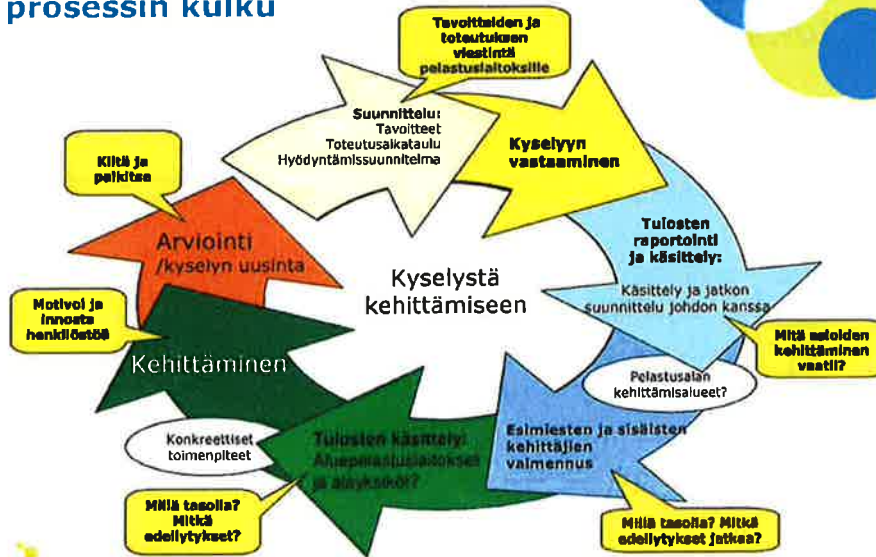 prosessin kulku
Tavoitteiden ja
toteutuksen
viestintä
pelastuslaitoksille
Suunnittelu:
Tavoitteet
Toteutusaikataulu
Hyödyntämissuunnitelma
Kyselyyn
vastaaminen
Kiitä ja
palkitse
Tulosten
raportointi
ja käsittely:
Käsittely ja jatkon
suunnittelu johdon kanssa
Arviointi
/kyselyn uusinta
Kyselystä
kehittämiseen
Motivoi ja
innosta
henkilöstöä
Mitä asioiden
kehittäminen
vaatii?
Kehittäminen
Pelastusalan
kehittämisalueet?
Esimiesten ja sisäisten
kehittäjien
valmennus
Konkreettiset
toimenpiteet
Tulosten käsittely:
Aluepelastuslaitokset
ja alayksiköt?
Millä tasolla?
Mitkä
edellytykset?
Millä tasolla? Mitkä
edellytykset jatkaa?